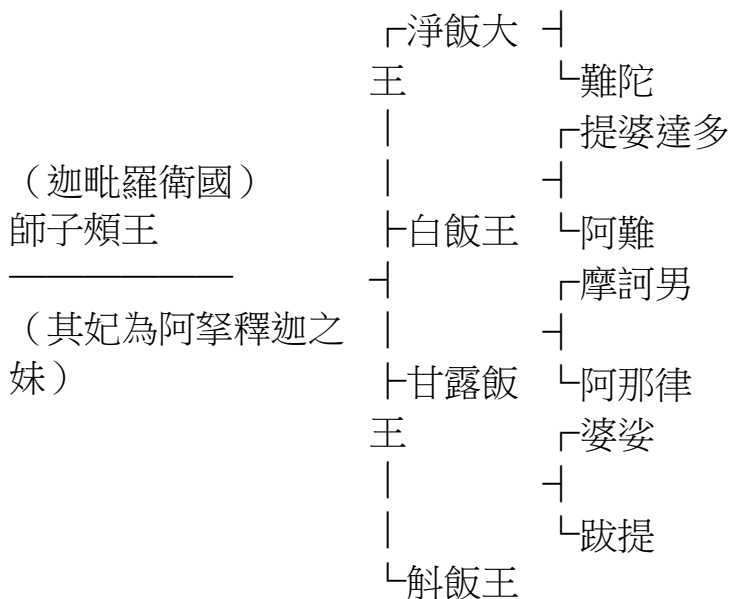 ┌淨飯大
王
│
│
├白飯王
┤
│
├甘露飯
王
│
│
└斛飯王
┤
└難陀
┌提婆達多
┤
└阿難
┌摩訶男
┤
└阿那律
┌婆娑
┤
└跋提
（迦毗羅衛國）
師子頰王
──────
（其妃為阿拏釋迦之
妹）